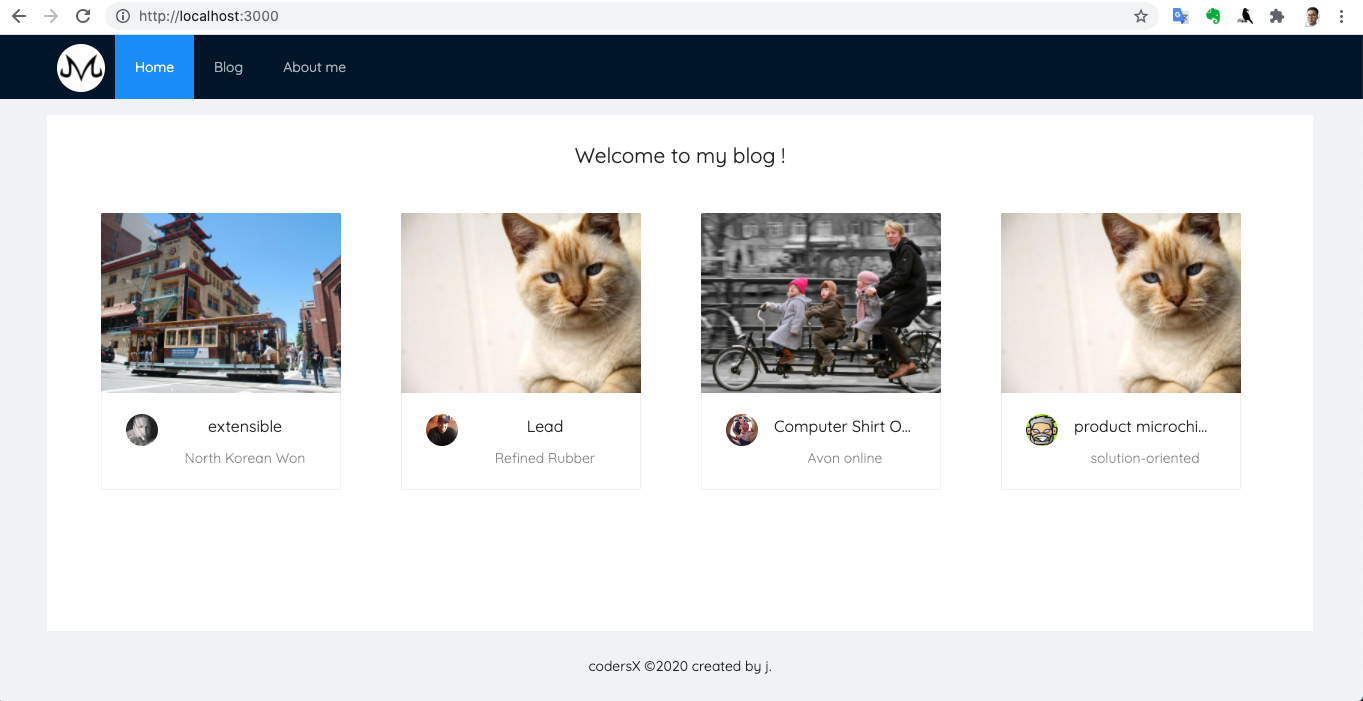 http://localhost:3000
Home Blog About me
Welcome to my blog !
extensible
North Korean Won
Lead
Refined Rubber
Computer Shirt O...
Avon online
product microchi...
solution-oriented
codersX ©2020 created by j.